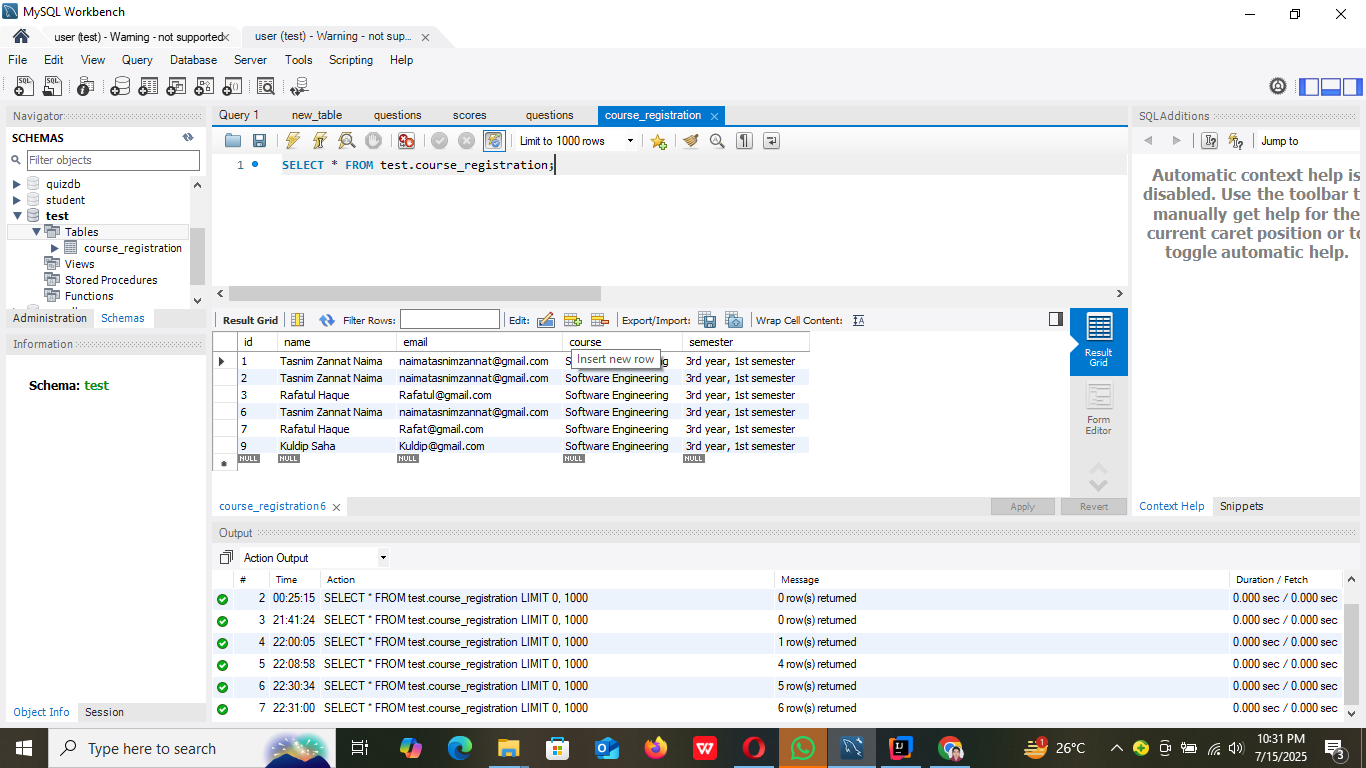 MySQL Workbench
user (test) - Warning - not supported
user (test) - Warning - not supp...
File Edit View Query Database Server Tools Scripting Help
Navigator
SCHEMAS
Filter objects
quizdb
student
test
Tables
course_registration
Views
Stored Procedures
Functions
Administration Schemas
Information
Schema: test
Object Info Session
Query 1 new_table questions scores questions course_registration
Limit to 1000 rows
1 SELECT * FROM test.course_registration;
Result Grid Filter Rows: Edit: Export/Import: Wrap Cell Content:
id name email course semester
Insert new row
1 Tasnim Zannat Naima naimatasnimzannat@gmail.com S g 3rd year, 1st semester
2 Tasnim Zannat Naima naimatasnimzannat@gmail.com Software Engineering 3rd year, 1st semester
3 Rafatul Haque Rafatul@gmail.com Software Engineering 3rd year, 1st semester
6 Tasnim Zannat Naima naimatasnimzannat@gmail.com Software Engineering 3rd year, 1st semester
7 Rafatul Haque Rafat@gmail.com Software Engineering 3rd year, 1st semester
9 Kuldip Saha Kuldip@gmail.com Software Engineering 3rd year, 1st semester
NULL NULL NULL NULL NULL
Result Grid
Form Editor
course_registration 6 Apply Revert
SQLAdditions
Jump to
Automatic context help is
disabled. Use the toolbar t
manually get help for the
current caret position or to
toggle automatic help.
Context Help Snippets
Output
Action Output
# Time Action Message Duration / Fetch
2 00:25:15 SELECT * FROM test.course_registration LIMIT 0, 1000 0 row(s) returned 0.000 sec / 0.000 sec
3 21:41:24 SELECT * FROM test.course_registration LIMIT 0, 1000 0 row(s) returned 0.000 sec / 0.000 sec
4 22:00:05 SELECT * FROM test.course_registration LIMIT 0, 1000 1 row(s) returned 0.000 sec / 0.000 sec
5 22:08:58 SELECT * FROM test.course_registration LIMIT 0, 1000 4 row(s) returned 0.000 sec / 0.000 sec
6 22:30:34 SELECT * FROM test.course_registration LIMIT 0, 1000 5 row(s) returned 0.000 sec / 0.000 sec
7 22:31:00 SELECT * FROM test.course_registration LIMIT 0, 1000 6 row(s) returned 0.000 sec / 0.000 sec
Type here to search
1
26°C
10:31 PM
7/15/2025
3